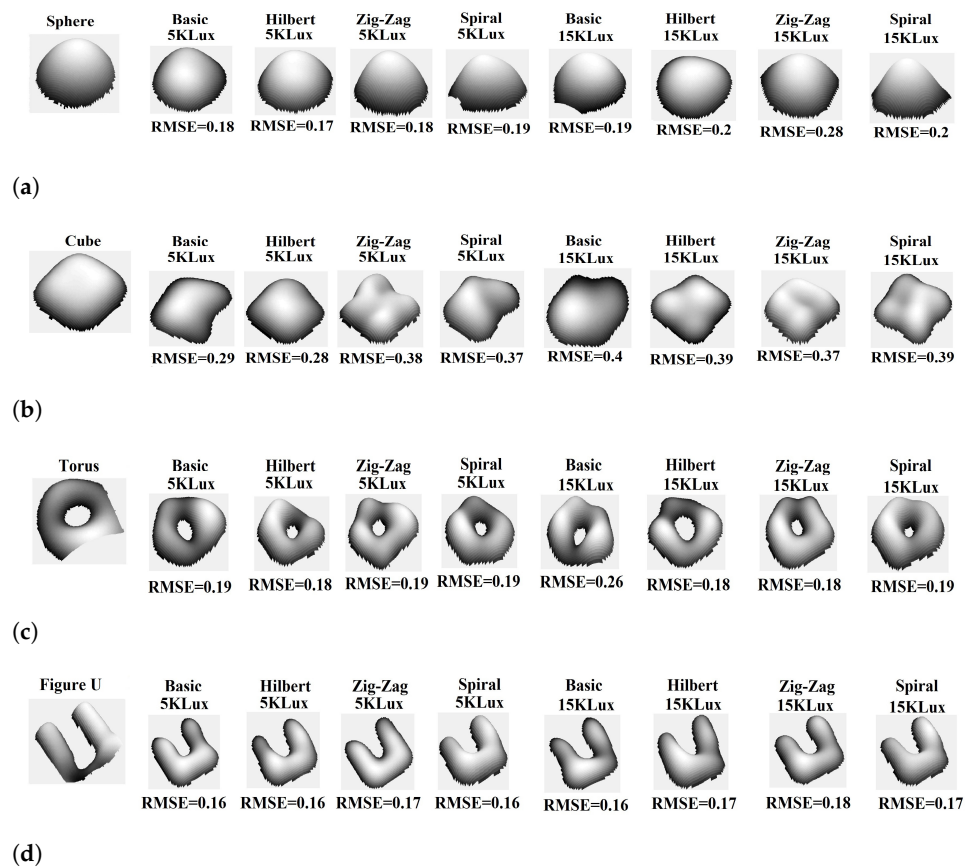 Sphere Basic Hilbert Zig-Zag Spiral Basic Hilbert Zig-Zag Spiral
5KLux 5KLux 5KLux 5KLux 15KLux 15KLux 15KLux 15KLux
RMSE=0.18 RMSE=0.17 RMSE=0.18 RMSE=0.19 RMSE=0.19 RMSE=0.2 RMSE=0.28 RMSE=0.2
(a)
Cube Basic Hilbert Zig-Zag Spiral Basic Hilbert Zig-Zag Spiral
5KLux 5KLux 5KLux 5KLux 15KLux 15KLux 15KLux 15KLux
RMSE=0.29 RMSE=0.28 RMSE=0.38 RMSE=0.37 RMSE=0.4 RMSE=0.39 RMSE=0.37 RMSE=0.39
(b)
Torus Basic Hilbert Zig-Zag Spiral Basic Hilbert Zig-Zag Spiral
5KLux 5KLux 5KLux 5KLux 15KLux 15KLux 15KLux 15KLux
RMSE=0.19 RMSE=0.18 RMSE=0.19 RMSE=0.19 RMSE=0.26 RMSE=0.18 RMSE=0.18 RMSE=0.19
(c)
Figure U Basic Hilbert Zig-Zag Spiral Basic Hilbert Zig-Zag Spiral
5KLux 5KLux 5KLux 5KLux 15KLux 15KLux 15KLux 15KLux
RMSE=0.16 RMSE=0.16 RMSE=0.17 RMSE=0.16 RMSE=0.16 RMSE=0.17 RMSE=0.18 RMSE=0.17
(d)